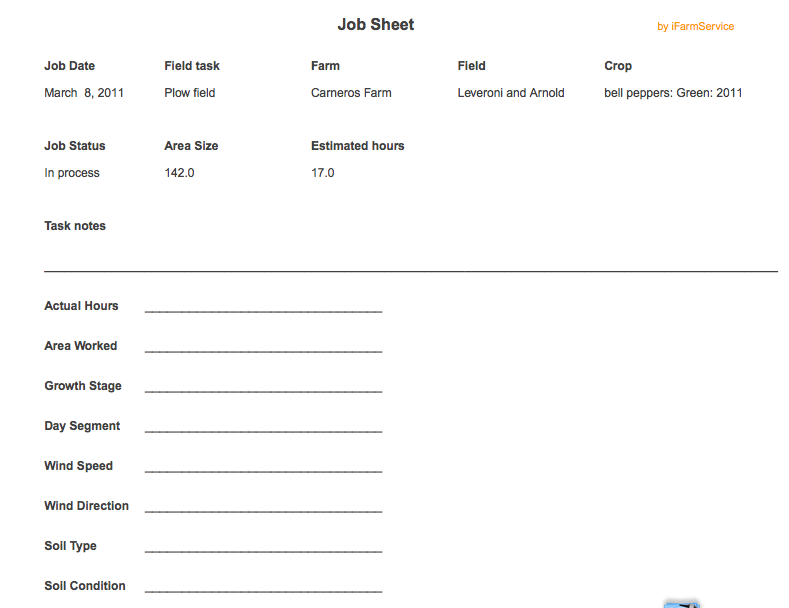 Job Sheet
by iFarmService
Job Date Field task Farm Field Crop
March  8, 2011 Plow field Carneros Farm Leveroni and Arnold bell peppers: Green: 2011
Job Status Area Size Estimated hours
In process 142.0 17.0
Task notes
Actual Hours
Area Worked
Growth Stage
Day Segment
Wind Speed
Wind Direction
Soil Type
Soil Condition